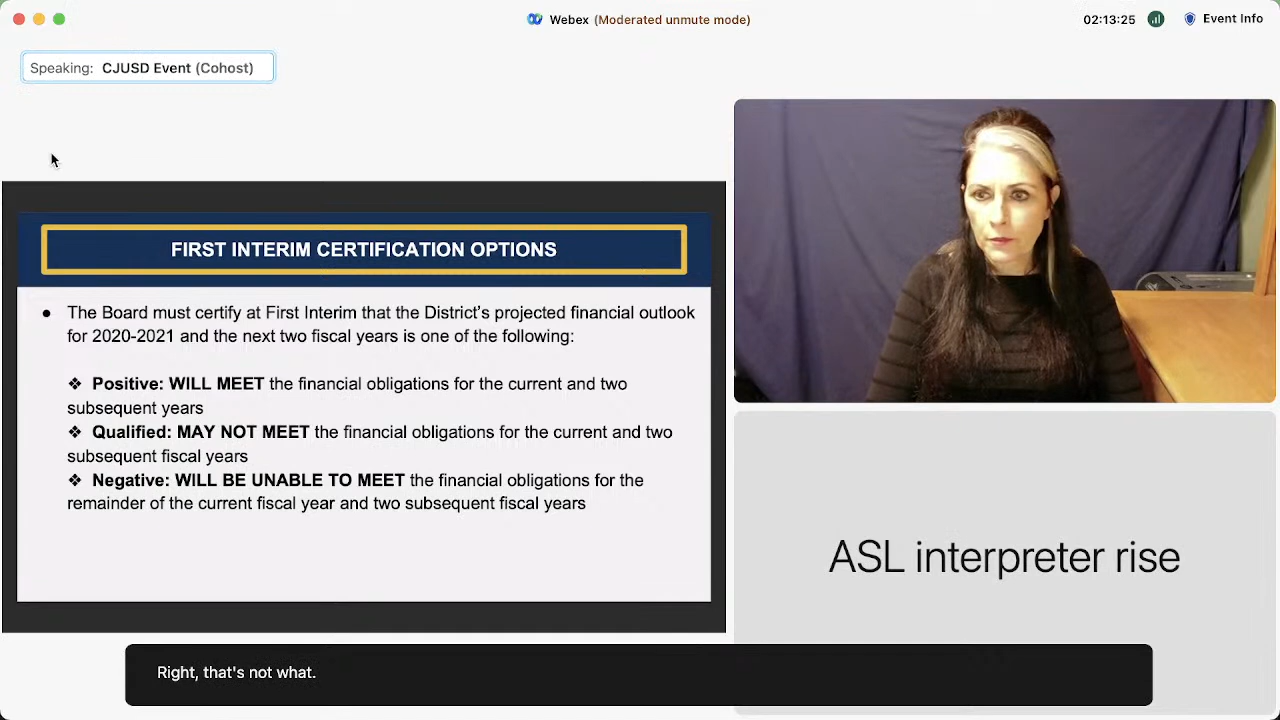 Webex (Moderated unmute mode)
02:13:25
Event Info
Speaking: CJUSD Event (Cohost)
FIRST INTERIM CERTIFICATION OPTIONS
● The Board must certify at First Interim that the District's projected financial outlook
for 2020-2021 and the next two fiscal years is one of the following:
❖ Positive: WILL MEET the financial obligations for the current and two
subsequent years
❖ Qualified: MAY NOT MEET the financial obligations for the current and two
subsequent fiscal years
❖ Negative: WILL BE UNABLE TO MEET the financial obligations for the
remainder of the current fiscal year and two subsequent fiscal years
ASL interpreter rise
Right, that's not what.